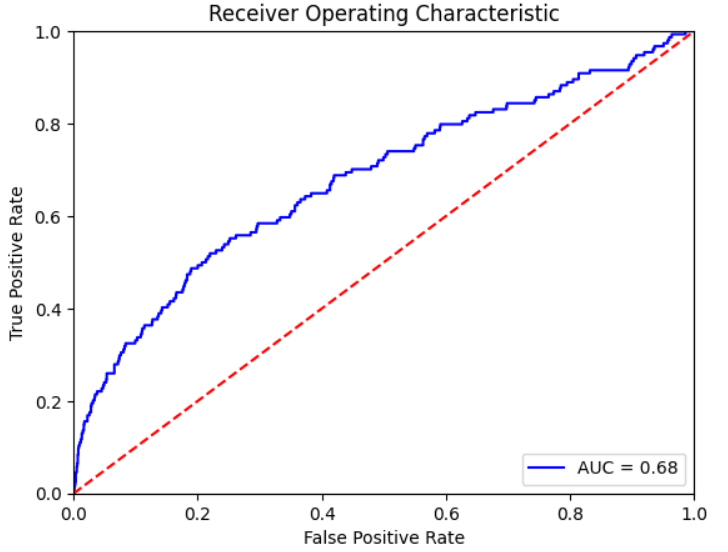 Receiver Operating Characteristic
1.0
0.8
0.6
0.4
0.2
0.0
True Positive Rate
AUC = 0.68
0.0 0.2 0.4 0.6 0.8 1.0
False Positive Rate